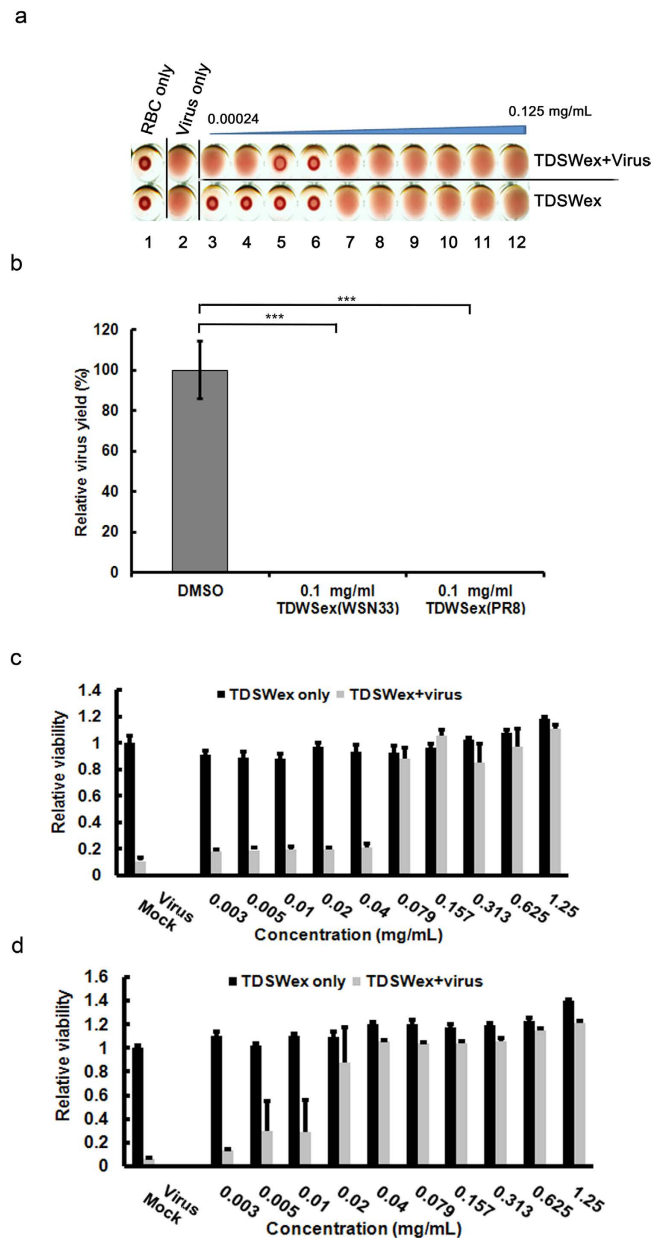 a
RBC only
Virus only
0.00024
0.125 mg/mL
TDSWex+Virus
TDSWex
1 2 3 4 5 6 7 8 9 10 11 12
b
***
***
Relative virus yield (%)
120
100
80
60
40
20
0
DMSO
0.1 mg/ml
TDWSex(WSN33)
0.1 mg/ml
TDWSex(PR8)
c
TDSWex only TDSWex+virus
Relative viability
1.4
1.2
1
0.8
0.6
0.4
0.2
0
Virus
Mock
0.003
0.005
0.01
0.02
0.04
0.079
0.157
0.313
0.625
1.25
Concentration (mg/mL)
d
TDSWex only TDSWex+virus
Relative viability
1.6
1.4
1.2
1
0.8
0.6
0.4
0.2
0
Virus
Mock
0.003
0.005
0.01
0.02
0.04
0.079
0.157
0.313
0.625
1.25
Concentration (mg/mL)